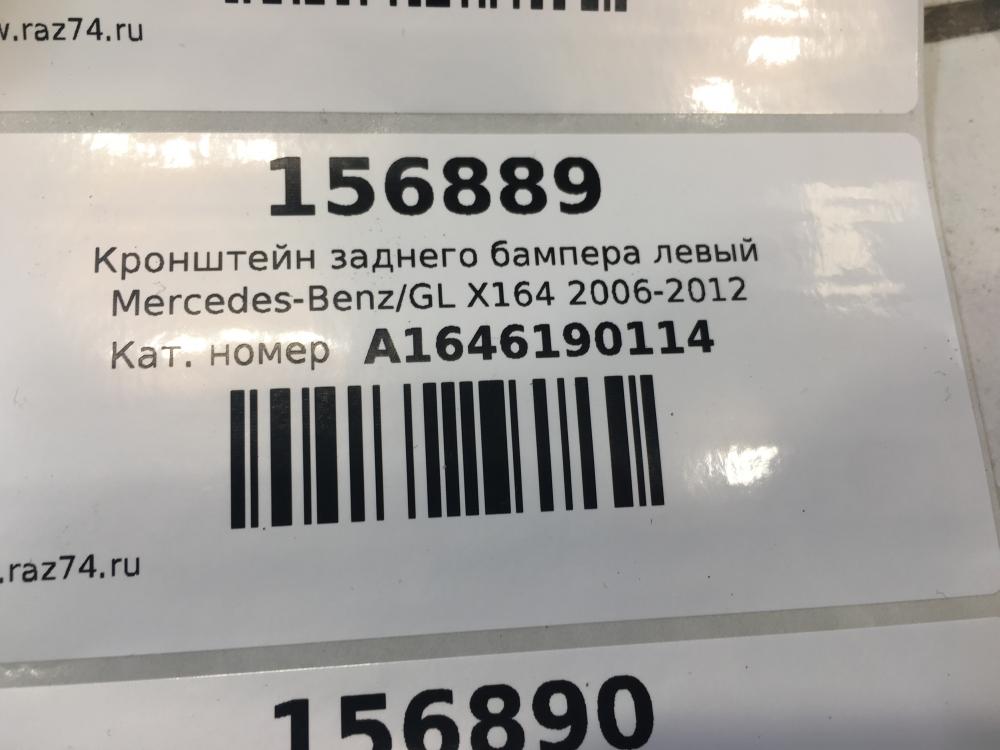 w.raz74.ru
156889
Кронштейн заднего бампера левый
Mercedes-Benz/GL X164 2006-2012
Кат. номер A1646190114
.raz74.ru
156890